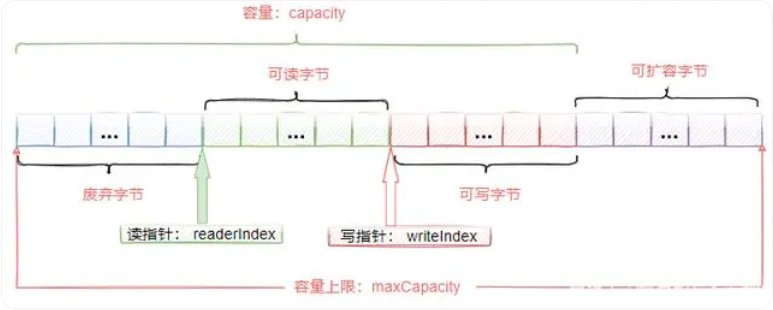 容量：capacity
可读字节
可扩容字节
...
...
...
...
废弃字节
可写字节
读指针： readerIndex
写指针： writeIndex
容量上限：maxCapacity